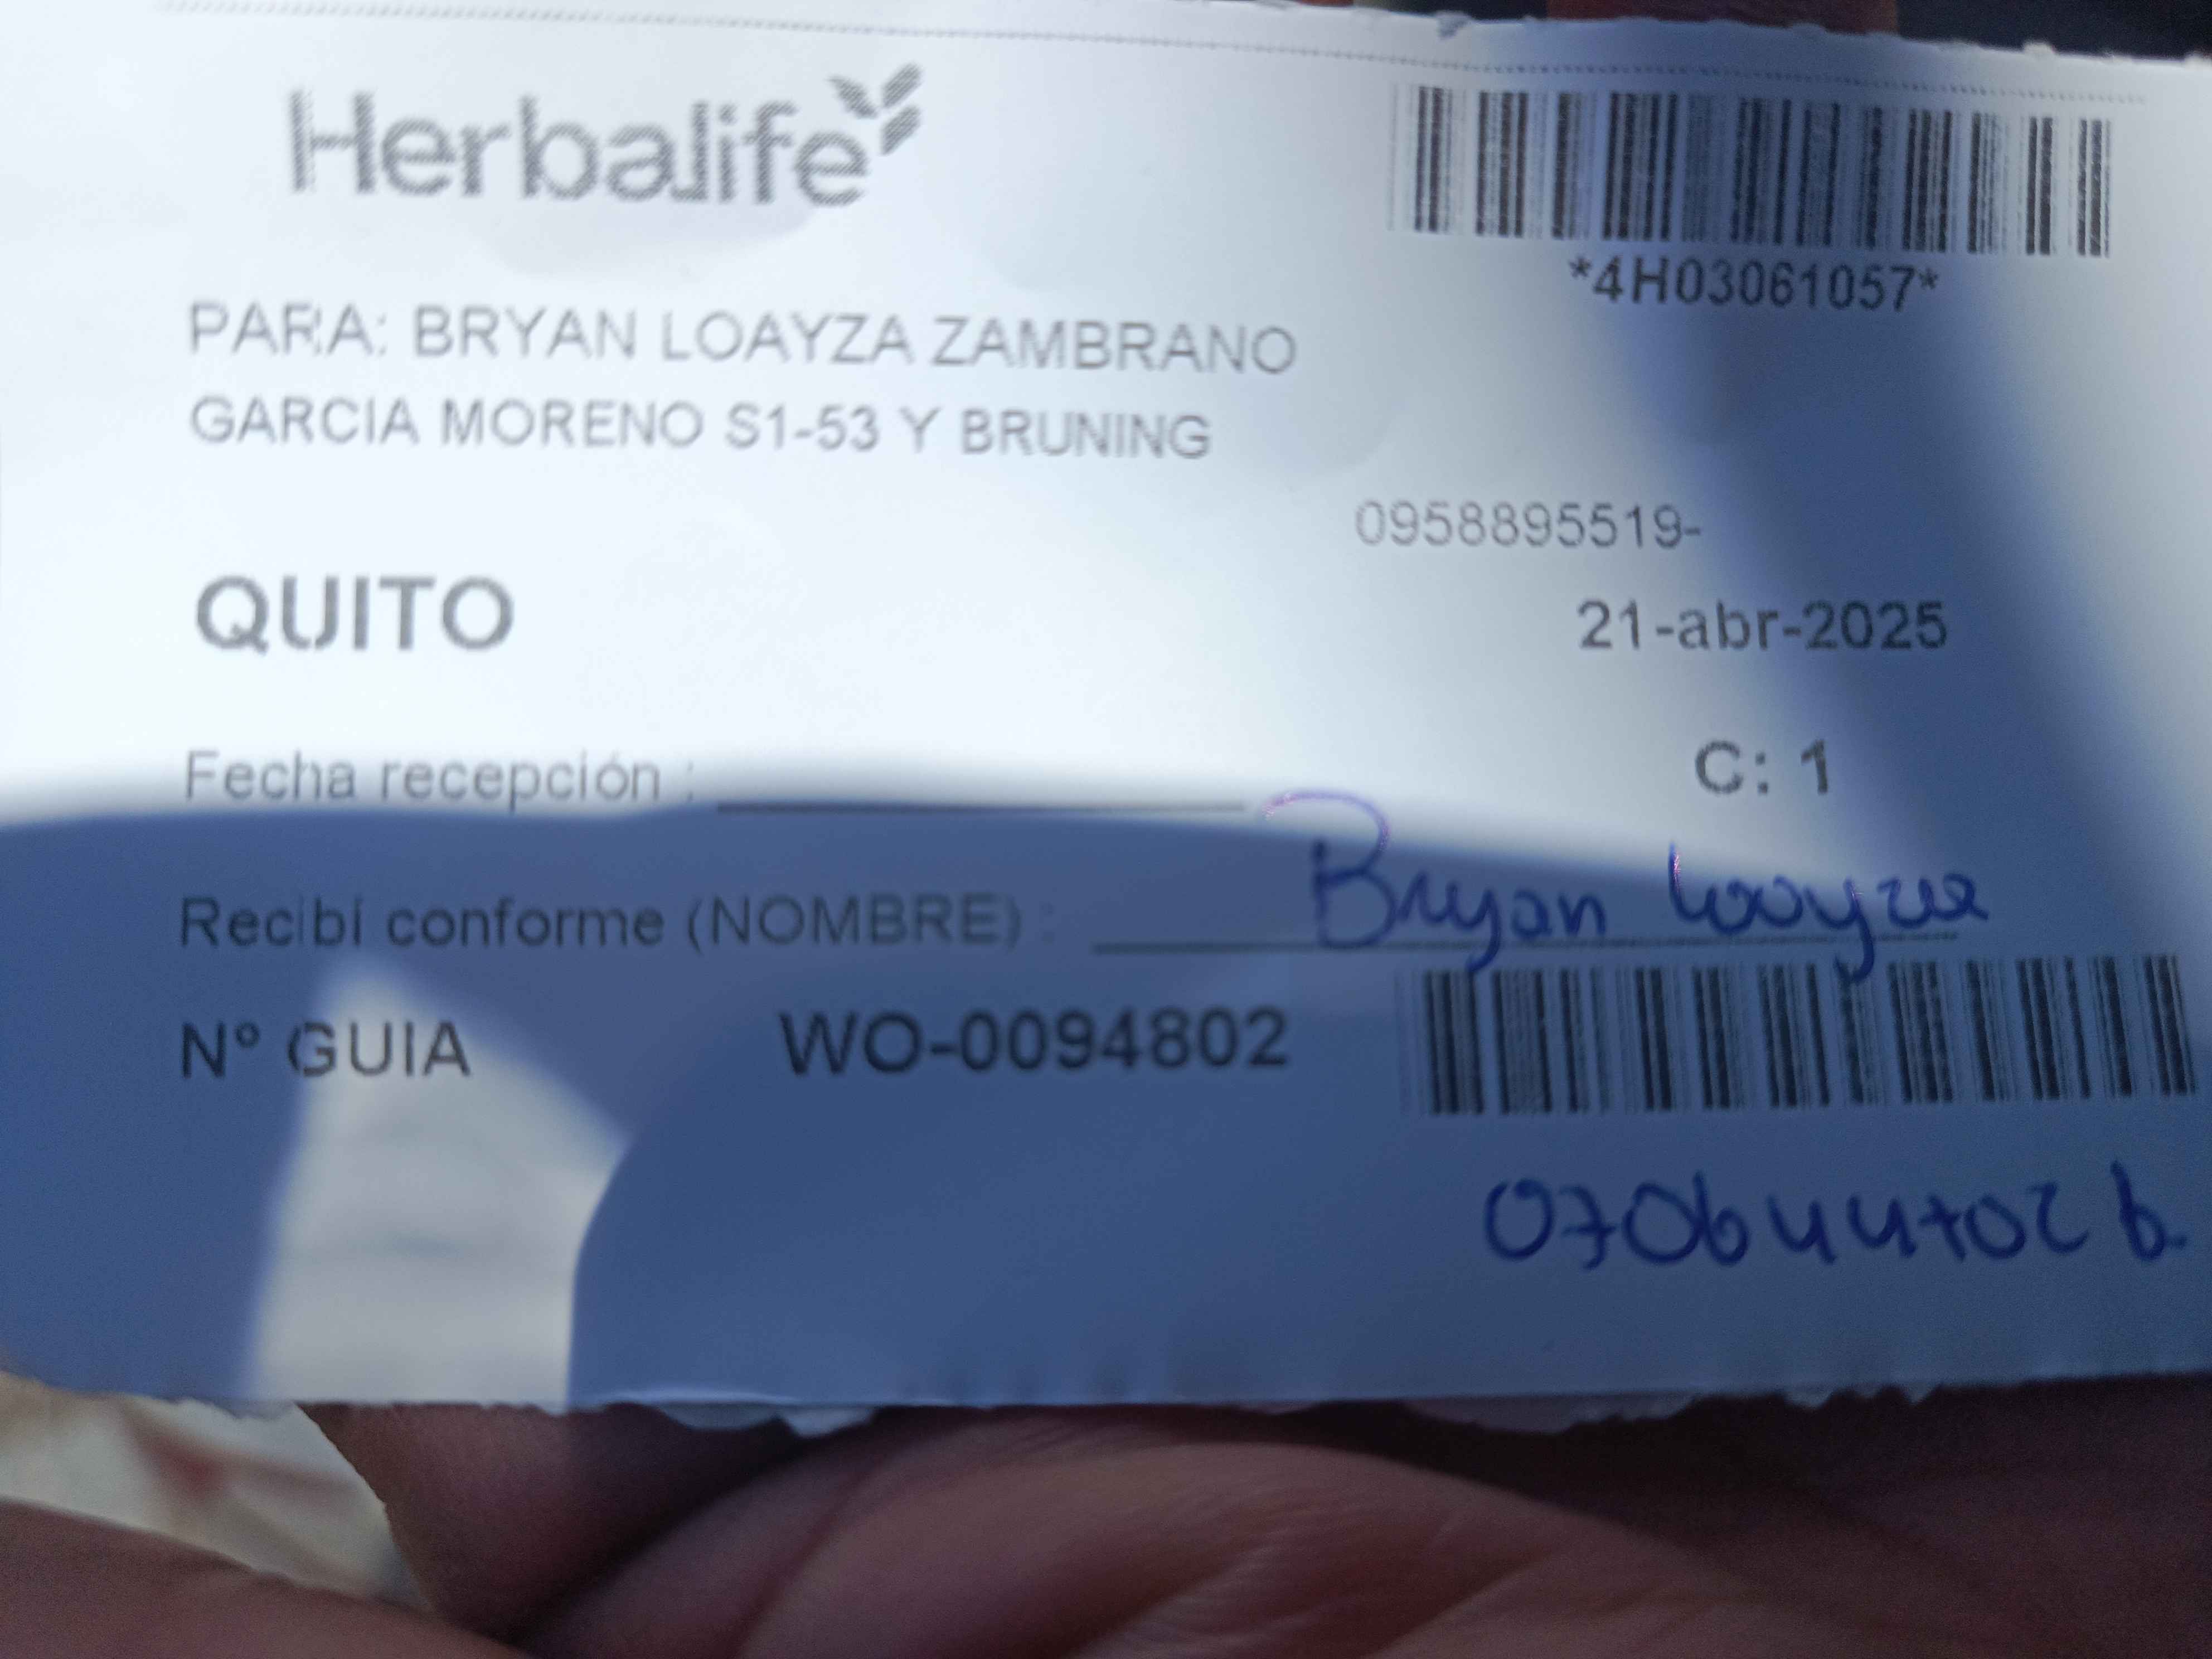 Herbalife
*4H03061057*
PARA: BRYAN LOAYZA ZAMBRANO
GARCIA MORENO S1-53 Y BRUNING
0958895519-
QUITO
21-abr-2025
Fecha recepción :
C: 1
Recibí conforme (NOMBRE) : Bryan Loayza
Nº GUIA WO-0094802